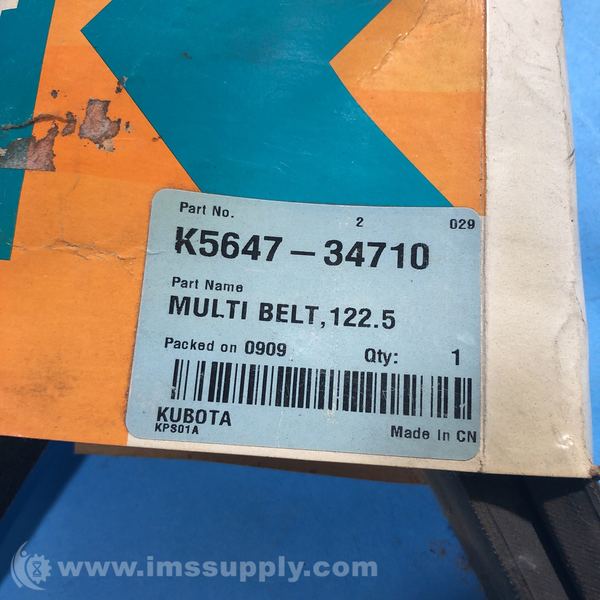 Part No. 2 029
K5647-34710
Part Name
MULTI BELT,122.5
Packed on 0909 Qty: 1
KUBOTA
KPS01A Made In CN
www.imssupply.com